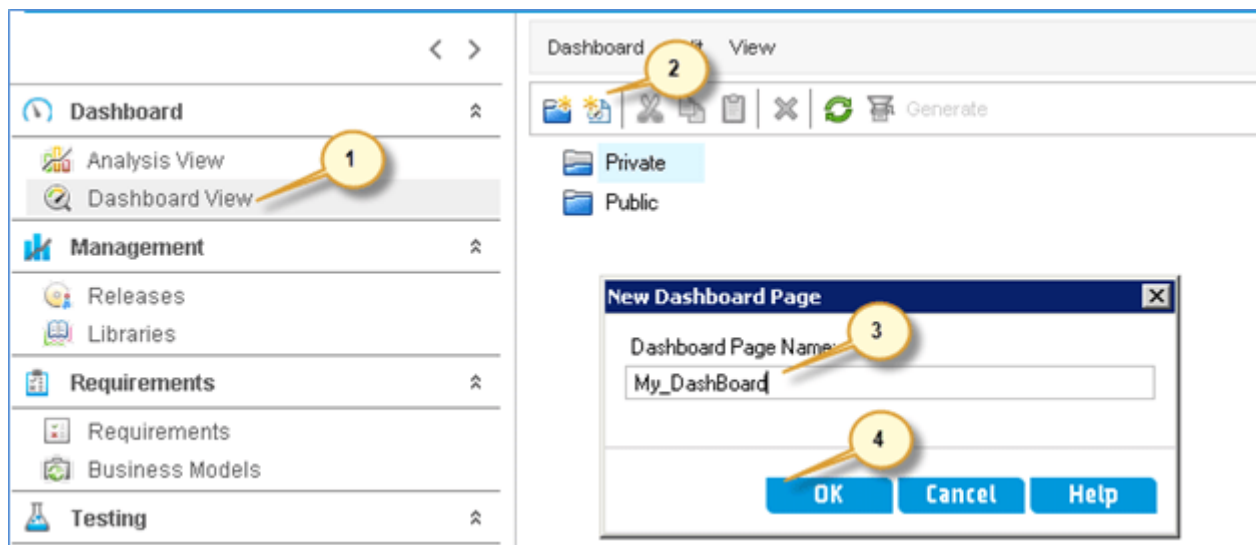 Dashboard
Analysis View
Dashboard View
1
Management
Releases
Libraries
Requirements
Requirements
Business Models
Testing
Dashboard View
2
Generate
Private
Public
New Dashboard Page
Dashboard Page Name:
3
My_DashBoard
4
OK Cancel Help